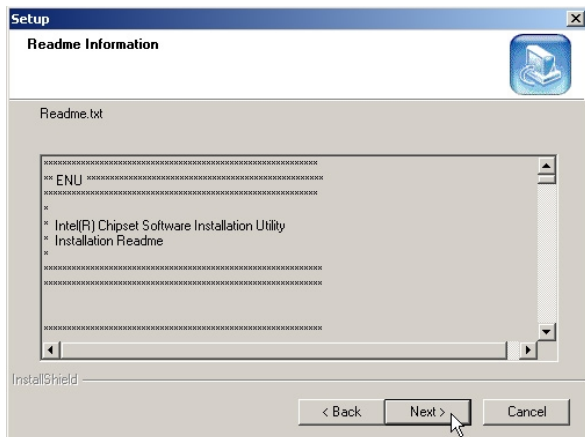 Setup
Readme Information
Readme.txt
**********************************************************
** ENU **************************************************
**********************************************************
*
* Intel(R) Chipset Software Installation Utility
* Installation Readme
*
***********************************************************
***********************************************************
***********************************************************
InstallShield
< Back
Next >
Cancel